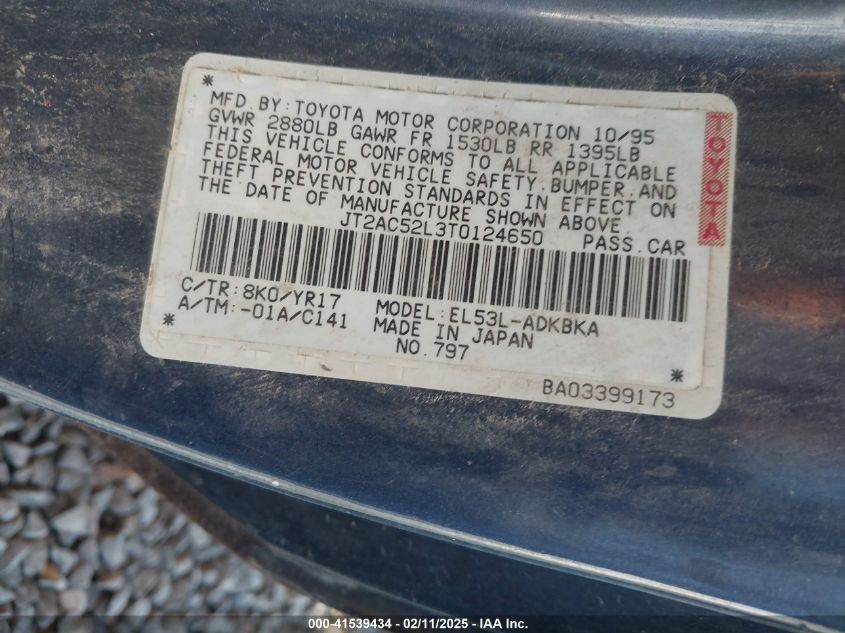 *
MFD.BY:TOYOTA MOTOR CORPORATION 10/95
GVWR 2880LB GAWR FR 1530LB RR 1395LB
THIS VEHICLE CONFORMS TO ALL APPLICABLE
FEDERAL MOTOR VEHICLE SAFETY,BUMPER,AND
THEFT PREVENTION STANDARDS IN EFFECT ON
THE DATE OF MANUFACTURE SHOWN ABOVE.
JT2AC52L3T0124650 PASS.CAR
TOYOTA
C/TR:8K0/YR17 MODEL:EL53L-ADKBKA
A/TM:-01A/C141 MADE IN JAPAN
* NO.797 *
BA03399173
000-41539434 - 02/11/2025 - IAA Inc.